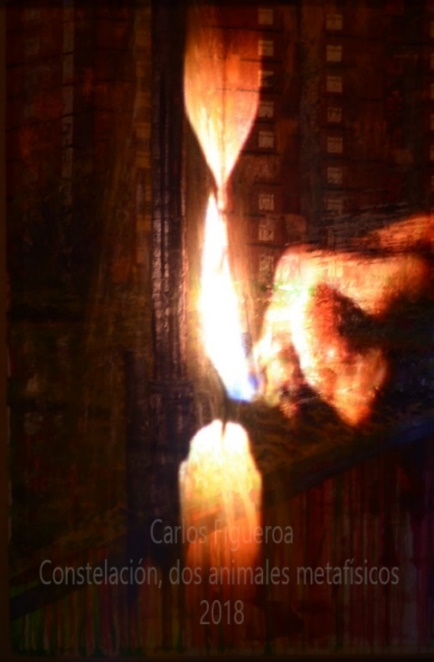 Carlos Figueroa
Constelación, dos animales metafísicos
2018